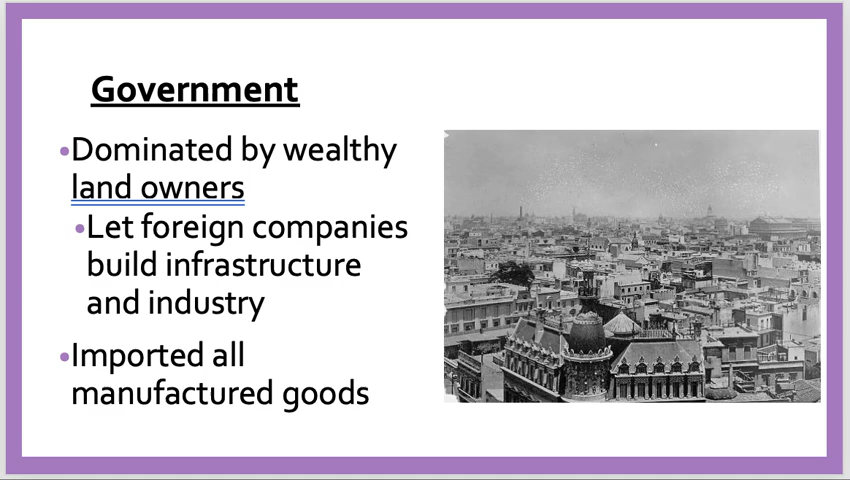 Government
•Dominated by wealthy
land owners
•Let foreign companies
build infrastructure
and industry
•Imported all
manufactured goods